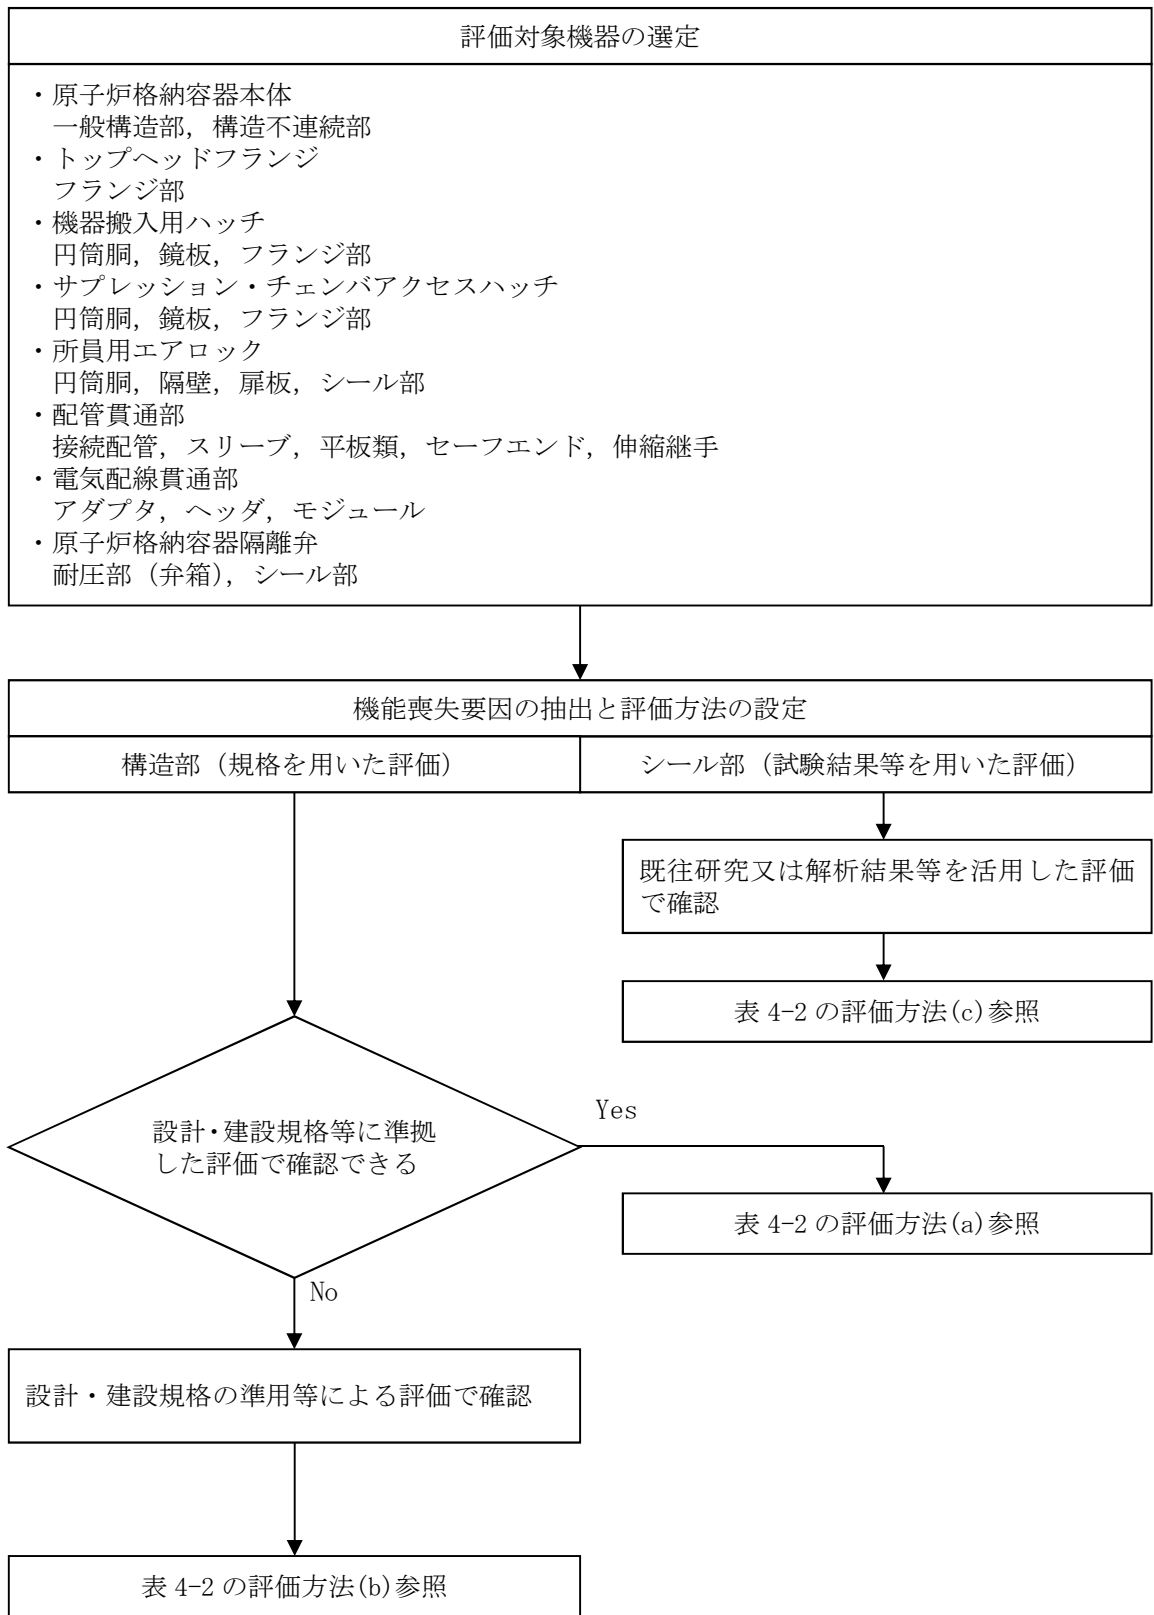 評価対象機器の選定
・原子炉格納容器本体
一般構造部,構造不連続部
・トップヘッドフランジ
フランジ部
・機器搬入用ハッチ
円筒胴,鏡板,フランジ部
・サプレッション・チェンバアクセスハッチ
円筒胴,鏡板,フランジ部
・所員用エアロック
円筒胴,隔壁,扉板,シール部
・配管貫通部
接続配管,スリーブ,平板類,セーフエンド,伸縮継手
・電気配線貫通部
アダプタ,ヘッダ,モジュール
・原子炉格納容器隔離弁
耐圧部(弁箱),シール部
機能喪失要因の抽出と評価方法の設定
構造部(規格を用いた評価)
シール部(試験結果等を用いた評価)
既往研究又は解析結果等を活用した評価
で確認
表 4-2 の評価方法(c)参照
設計・建設規格等に準拠
した評価で確認できる
Yes
表 4-2 の評価方法(a)参照
No
設計・建設規格の準用等による評価で確認
表 4-2 の評価方法(b)参照